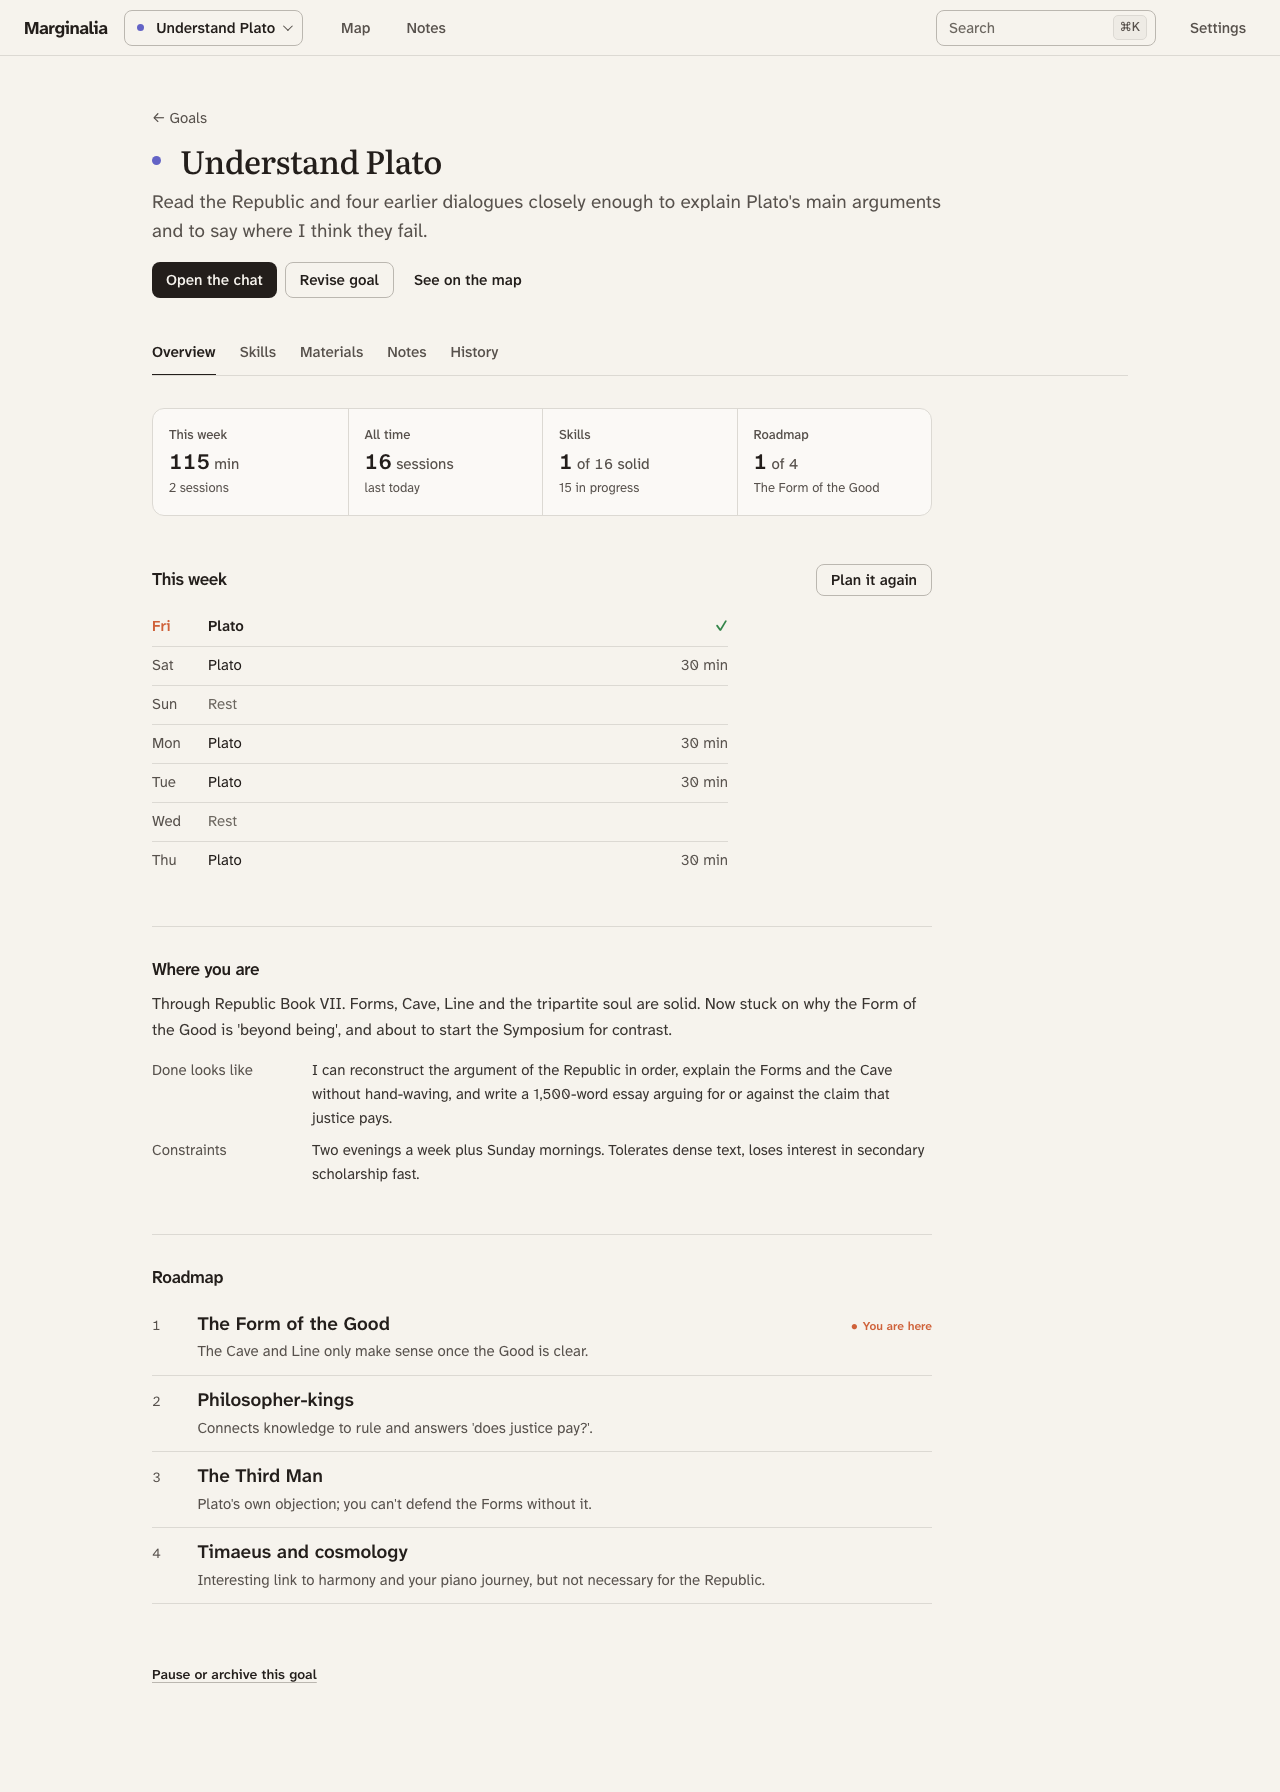 Marginalia
Understand Plato
Map
Notes
Search
⌘K
Settings
← Goals
Understand Plato
Read the Republic and four earlier dialogues closely enough to explain Plato's main arguments
and to say where I think they fail.
Open the chat
Revise goal
See on the map
Overview
Skills
Materials
Notes
History
This week
115 min
2 sessions
All time
16 sessions
last today
Skills
1 of 16 solid
15 in progress
Roadmap
1 of 4
The Form of the Good
This week
Plan it again
Fri Plato ✓
Sat Plato 30 min
Sun Rest
Mon Plato 30 min
Tue Plato 30 min
Wed Rest
Thu Plato 30 min
Where you are
Through Republic Book VII. Forms, Cave, Line and the tripartite soul are solid. Now stuck on why the Form of
the Good is 'beyond being', and about to start the Symposium for contrast.
Done looks like
I can reconstruct the argument of the Republic in order, explain the Forms and the Cave
without hand-waving, and write a 1,500-word essay arguing for or against the claim that
justice pays.
Constraints
Two evenings a week plus Sunday mornings. Tolerates dense text, loses interest in secondary
scholarship fast.
Roadmap
1 The Form of the Good
You are here
The Cave and Line only make sense once the Good is clear.
2 Philosopher-kings
Connects knowledge to rule and answers 'does justice pay?'.
3 The Third Man
Plato's own objection; you can't defend the Forms without it.
4 Timaeus and cosmology
Interesting link to harmony and your piano journey, but not necessary for the Republic.
Pause or archive this goal